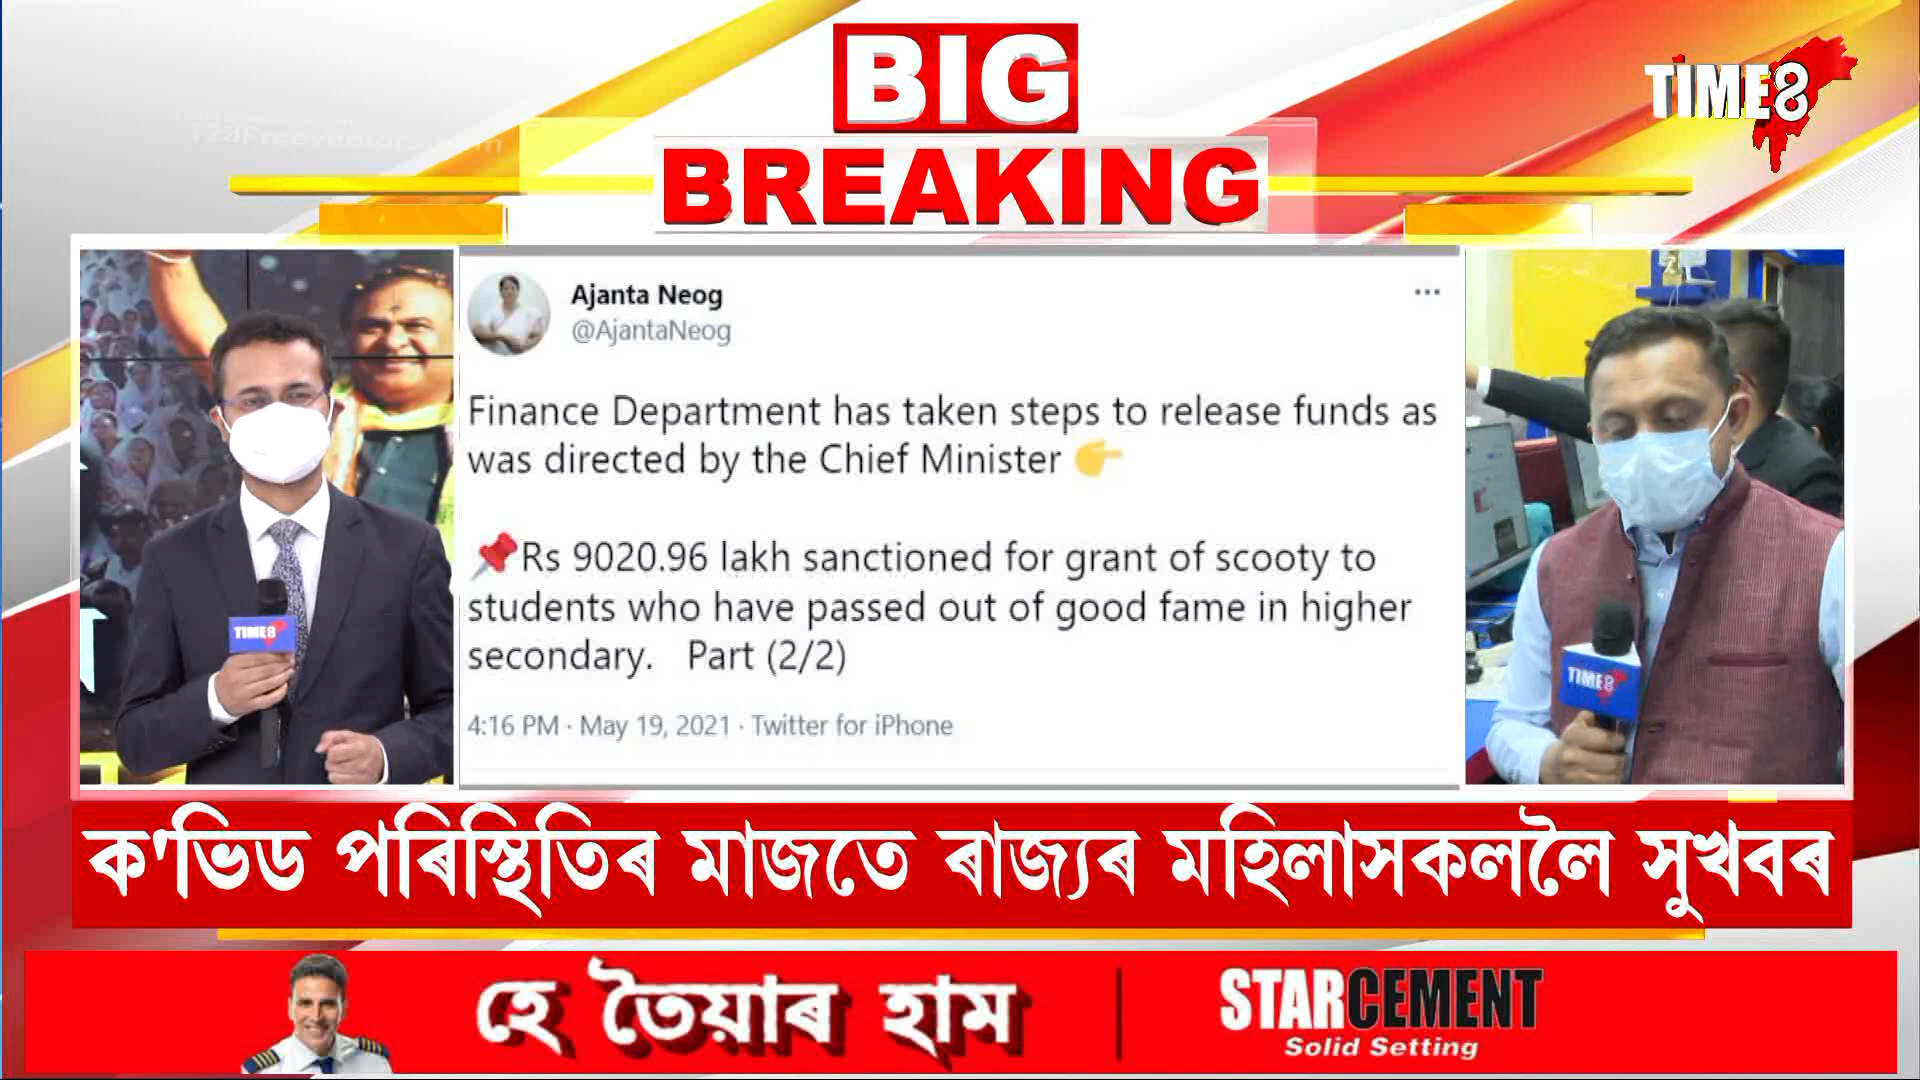 BIG
BREAKING
TIME8
Ajanta Neog
@AjantaNeog
Finance Department has taken steps to release funds as
was directed by the Chief Minister 👉
📌Rs 9020.96 lakh sanctioned for grant of scooty to
students who have passed out of good fame in higher
secondary. Part (2/2)
4:16 PM · May 19, 2021 · Twitter for iPhone
TIME8
TIME8
ক'ভিড পৰিস্থিতিৰ মাজতে ৰাজ্যৰ মহিলাসকললৈ সুখবৰ
হে তৈয়াৰ হাম
STARCEMENT
Solid Setting